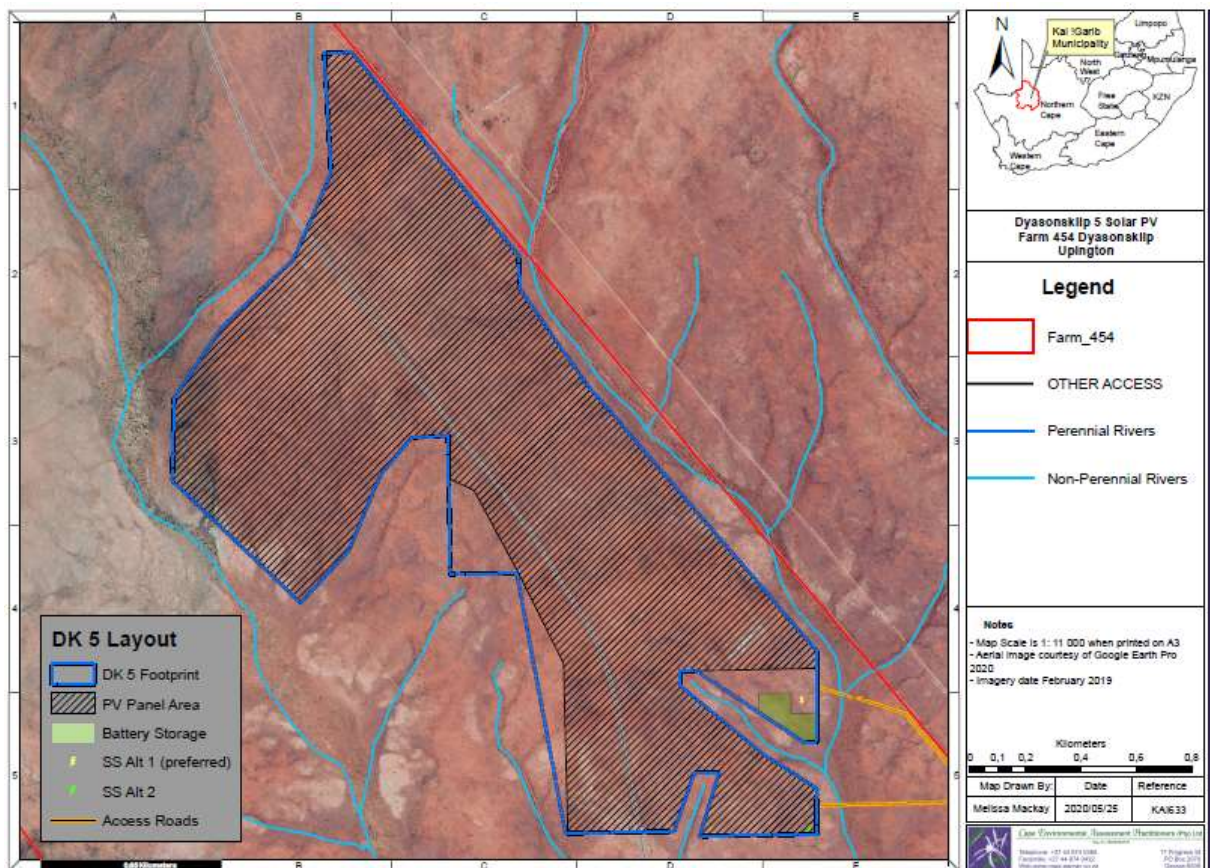 A B C D E
1
2
3
4
5
1
2
3
4
5
DK 5 Layout
DK 5 Footprint
PV Panel Area
Battery Storage
SS Alt 1 (preferred)
SS Alt 2
Access Roads
N
Kai !Garib
Municipality
Limpopo
Gauteng
Mpumulanga
North
West
Free
State
KZN
Northern
Cape
Eastern
Cape
Western
Cape
Dyasonsklip 5 Solar PV
Farm 454 Dyasonsklip
Upington
Legend
Farm_454
OTHER ACCESS
Perennial Rivers
Non-Perennial Rivers
Notes
- Map Scale is 1: 11 000 when printed on A3
- Aerial Image courtesy of Google Earth Pro
2020
- Imagery date February 2019
Kilometers
0 0,1 0,2 0,4 0,6 0,8
Map Drawn By: Date Reference
Melissa Mackay 2020/05/25 KAI633
Cape Environmental Assessment Practitioners (Pty) Ltd